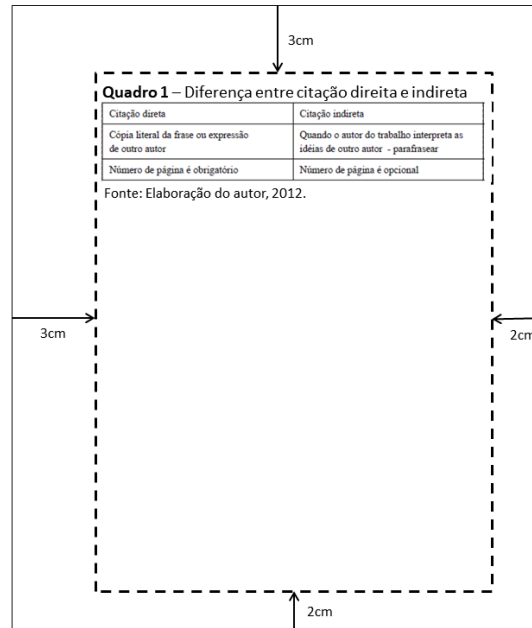 3cm
Quadro 1 – Diferença entre citação direita e indireta
Citação direta
Citação indireta
Cópia literal da frase ou expressão
de outro autor
Quando o autor do trabalho interpreta as
idéias de outro autor - parafrasear
Número de página é obrigatório
Número de página é opcional
Fonte: Elaboração do autor, 2012.
3cm
2cm
2cm